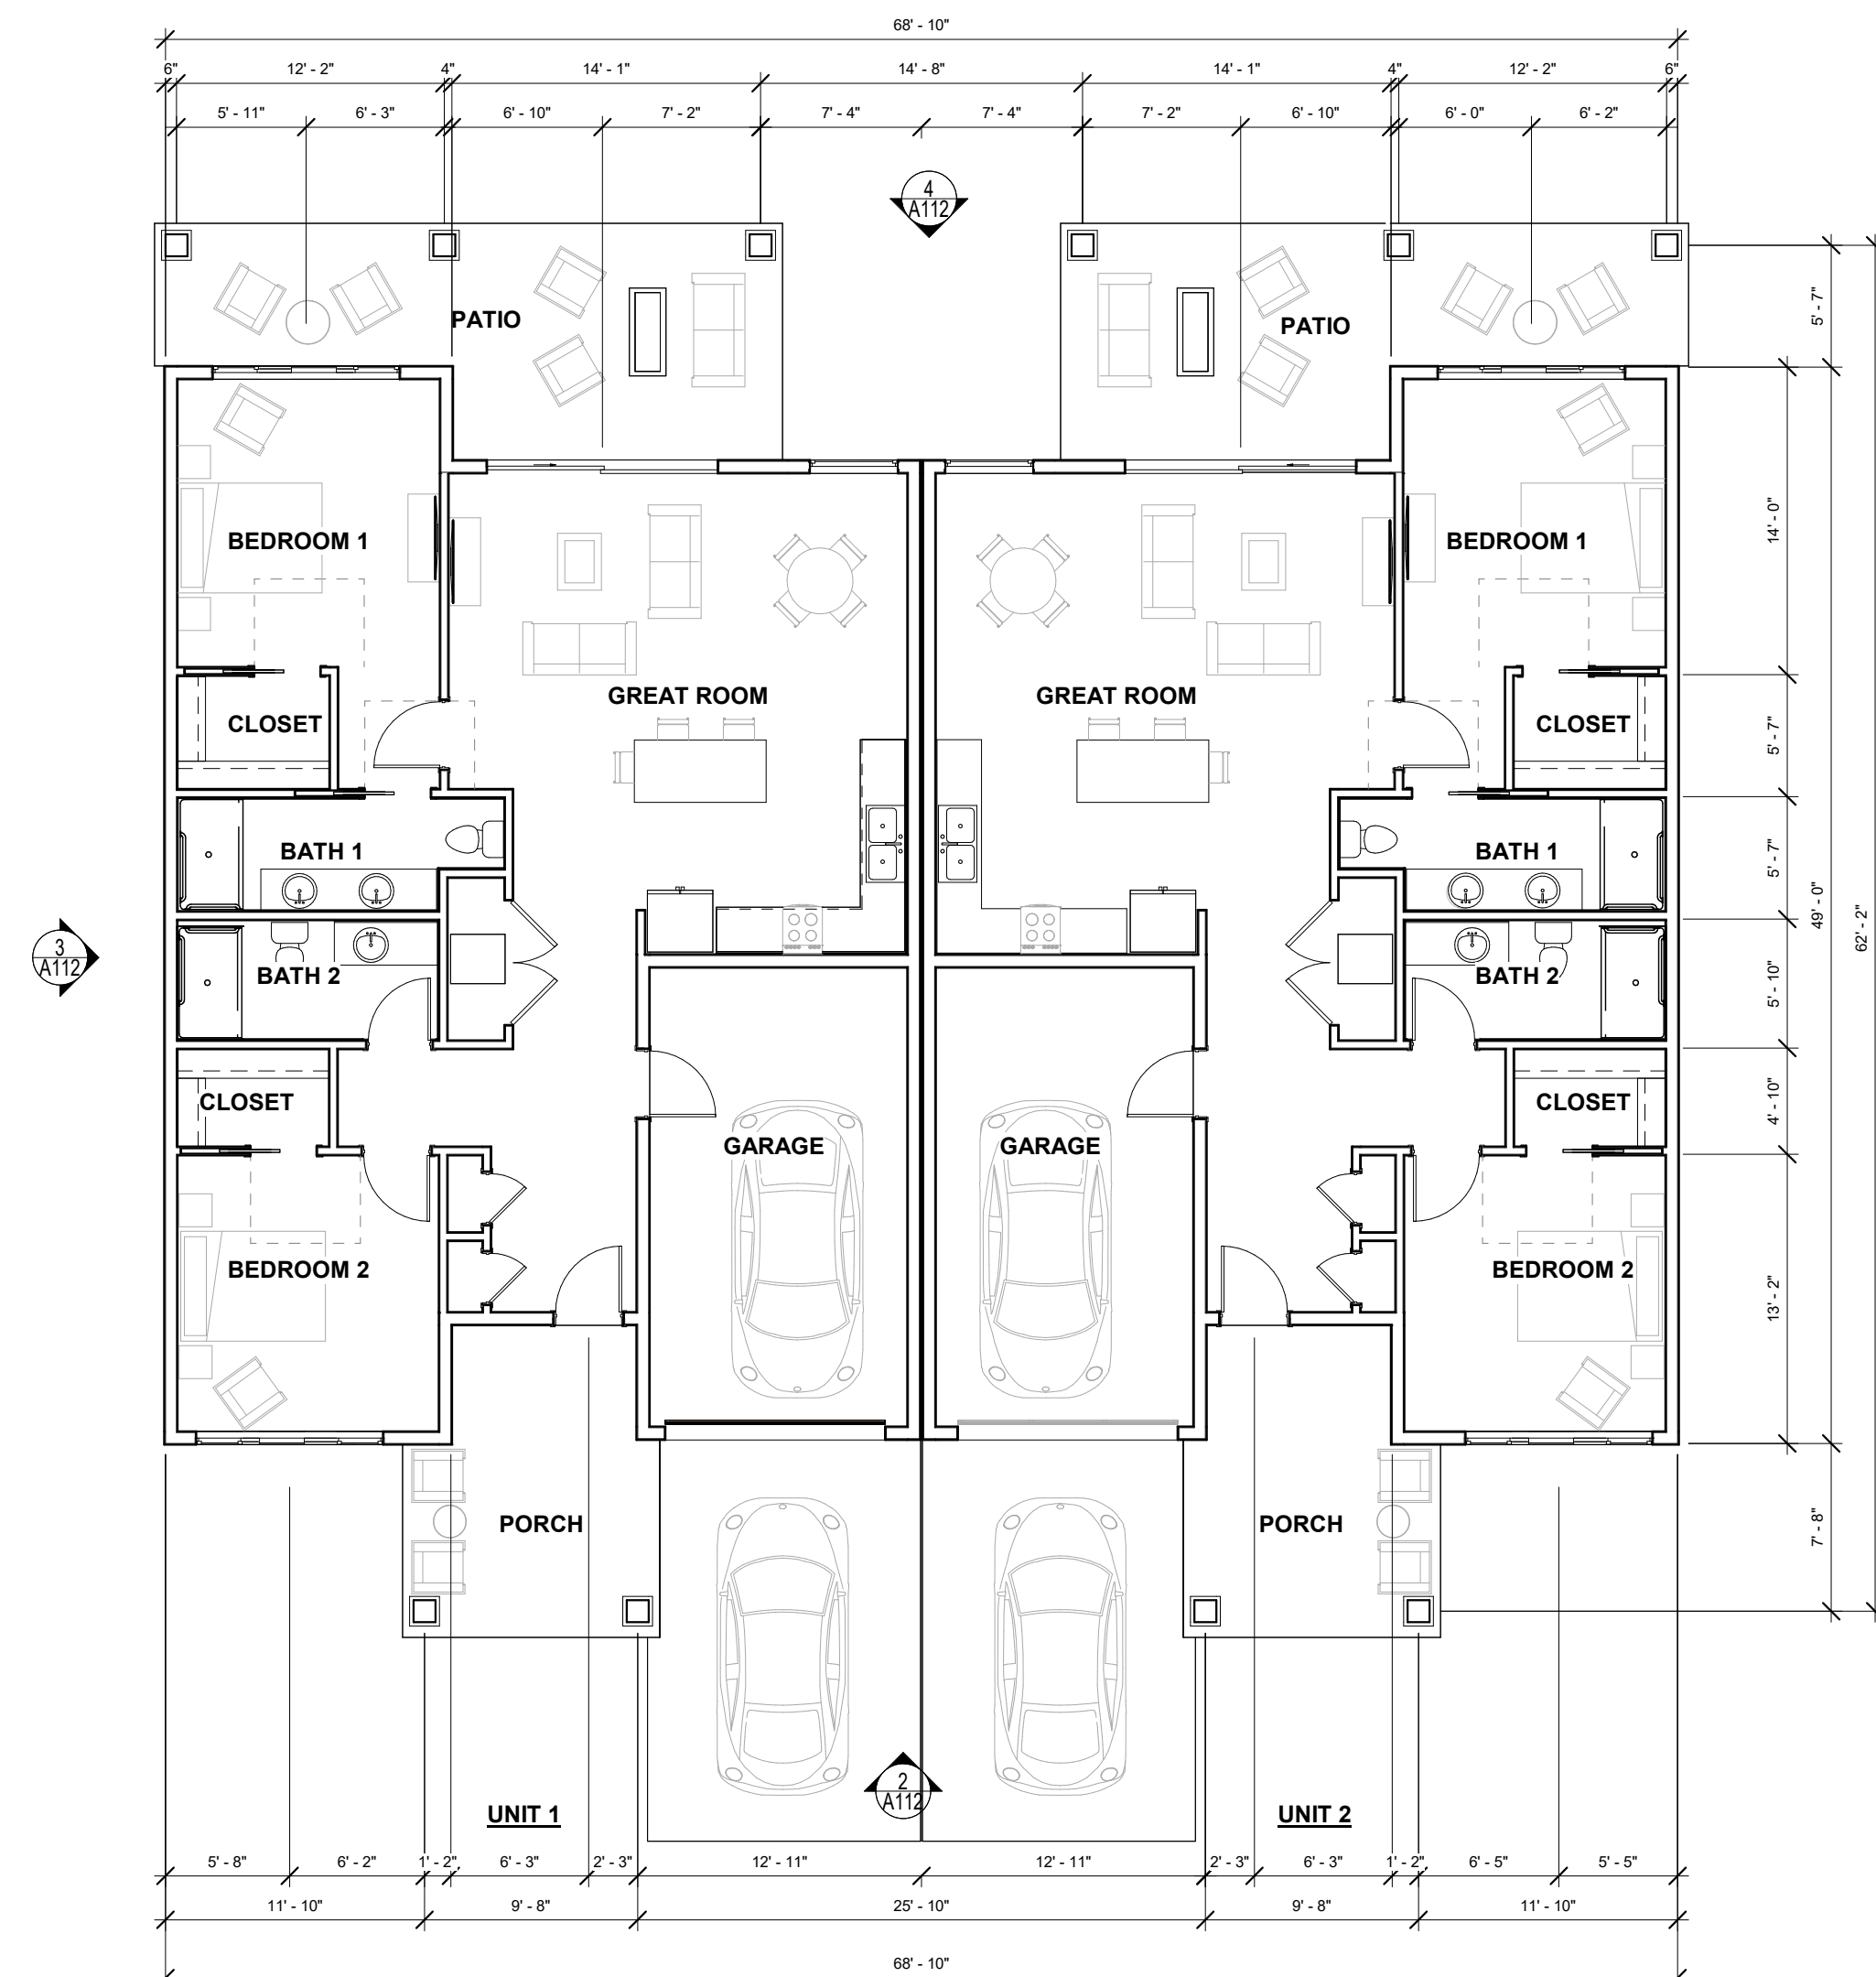 68' - 10"
6" 12' - 2" 4" 14' - 1" 14' - 8" 14' - 1" 4" 12' - 2" 6"
5' - 11" 6' - 3" 6' - 10" 7' - 2" 7' - 4" 7' - 4" 7' - 2" 6' - 10" 6' - 0" 6' - 2"
4
A112
PATIO PATIO
5' - 7"
BEDROOM 1 BEDROOM 1
14' - 0"
GREAT ROOM GREAT ROOM
CLOSET CLOSET
5' - 7"
BATH 1 BATH 1
5' - 7"
49' - 0"
62' - 2"
3
A112
BATH 2 BATH 2
5' - 10"
CLOSET CLOSET
4' - 10"
GARAGE GARAGE
BEDROOM 2 BEDROOM 2
13' - 2"
PORCH PORCH
7' - 8"
2
A112
UNIT 1 UNIT 2
5' - 8" 6' - 2" 1' - 2" 6' - 3" 2' - 3" 12' - 11" 12' - 11" 2' - 3" 6' - 3" 1' - 2" 6' - 5" 5' - 5"
11' - 10" 9' - 8" 25' - 10" 9' - 8" 11' - 10"
68' - 10"